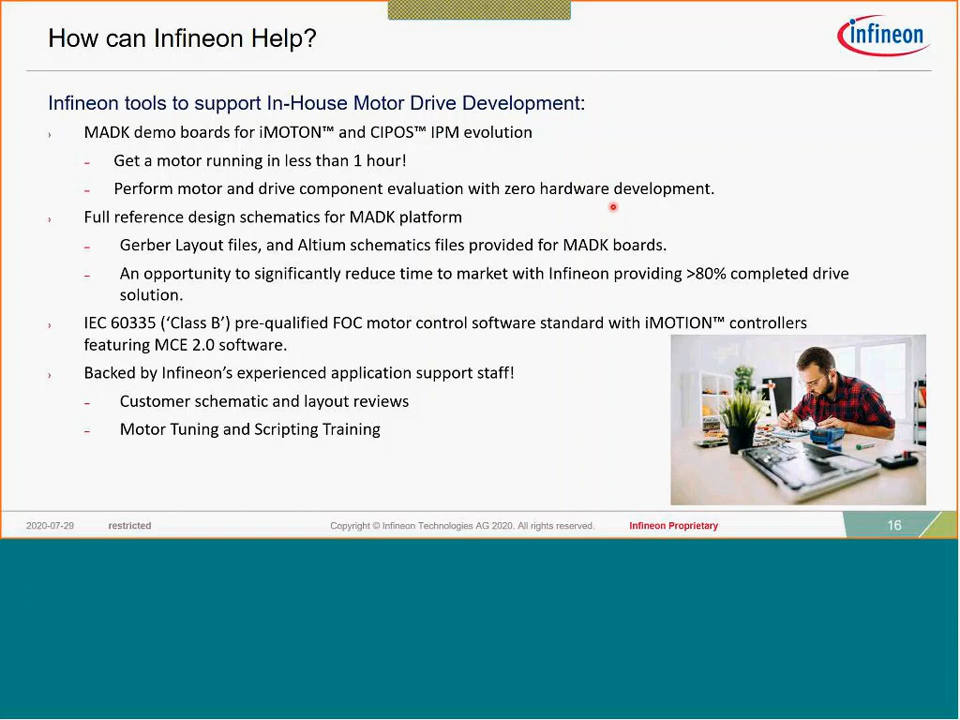 How can Infineon Help?
infineon
Infineon tools to support In-House Motor Drive Development:
› MADK demo boards for iMOTON™ and CIPOS™ IPM evolution
– Get a motor running in less than 1 hour!
– Perform motor and drive component evaluation with zero hardware development.
› Full reference design schematics for MADK platform
– Gerber Layout files, and Altium schematics files provided for MADK boards.
– An opportunity to significantly reduce time to market with Infineon providing >80% completed drive
solution.
› IEC 60335 (‘Class B’) pre-qualified FOC motor control software standard with iMOTION™ controllers
featuring MCE 2.0 software.
› Backed by Infineon’s experienced application support staff!
– Customer schematic and layout reviews
– Motor Tuning and Scripting Training
2020-07-29 restricted Copyright © Infineon Technologies AG 2020. All rights reserved. Infineon Proprietary 16